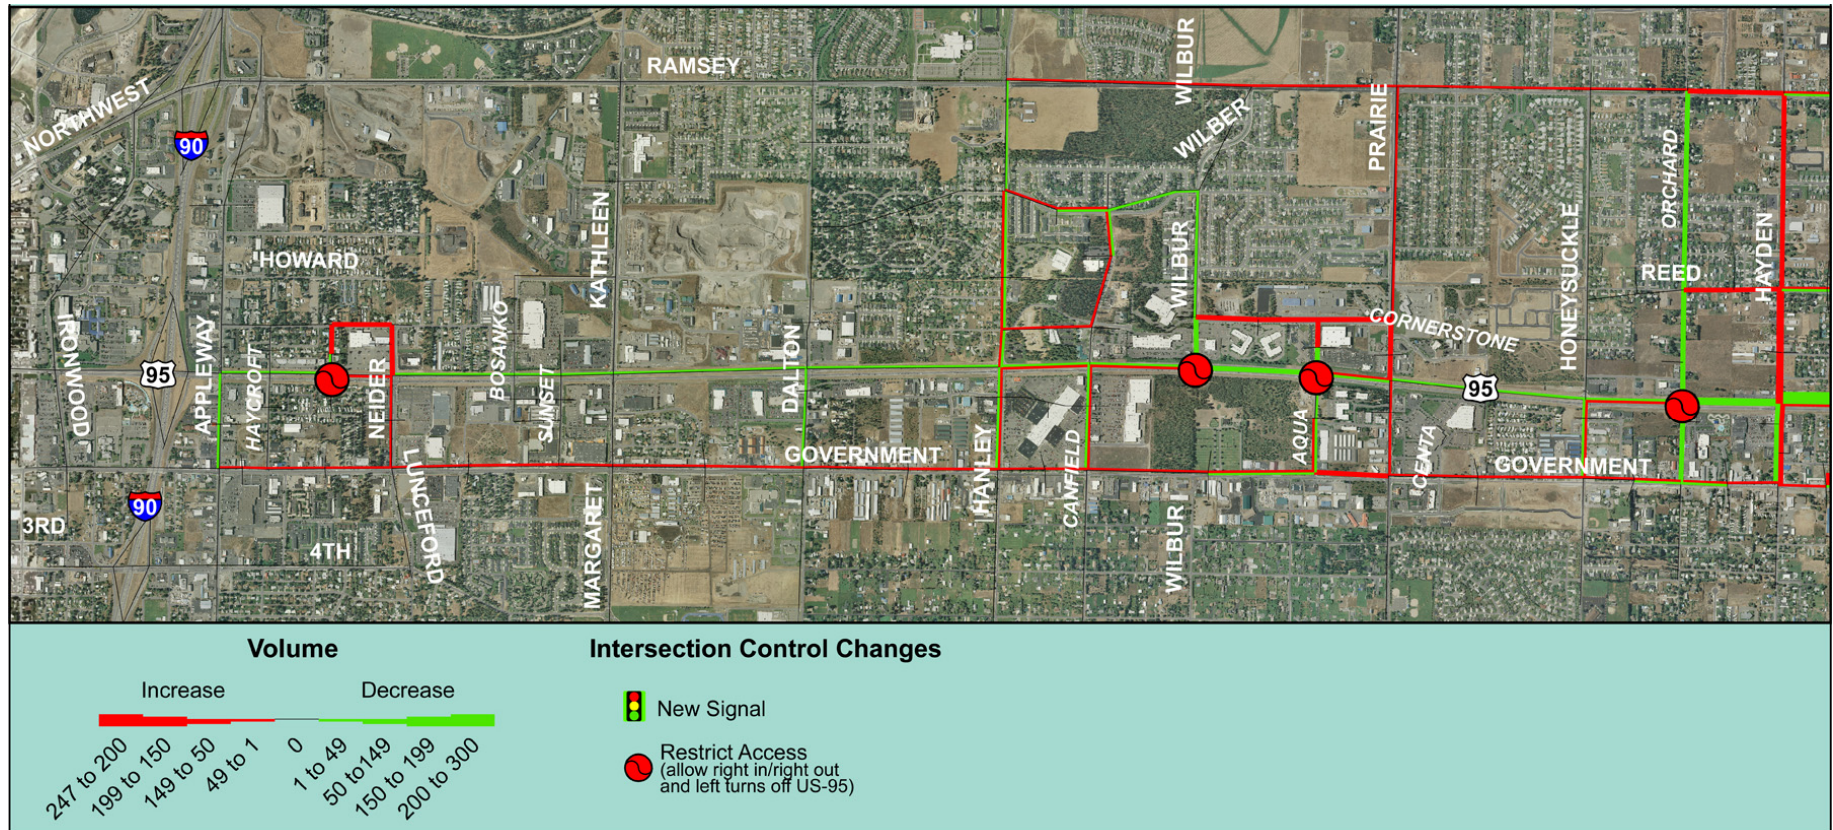 RAMSEY
WILBUR
NORTHWEST
90
WILBER
PRAIRIE
ORCHARD
KATHLEEN
HONEYSUCKLE
HOWARD
WILBUR
REED
HAYDEN
IRONWOOD
95
APPLEWAY
HAYCROFT
NEIDER
BOSANKO
SUNSET
DALTON
CORNERSTONE
95
GOVERNMENT
HANLEY
CANFIELD
AQUA
CENTA
GOVERNMENT
90
3RD
4TH
LUNCEFORD
MARGARET
WILBUR
Volume
Increase
Decrease
247 to 200
199 to 150
149 to 50
49 to 1
0
1 to 49
50 to149
150 to 199
200 to 300
Intersection Control Changes
New Signal
Restrict Access
(allow right in/right out
and left turns off US-95)